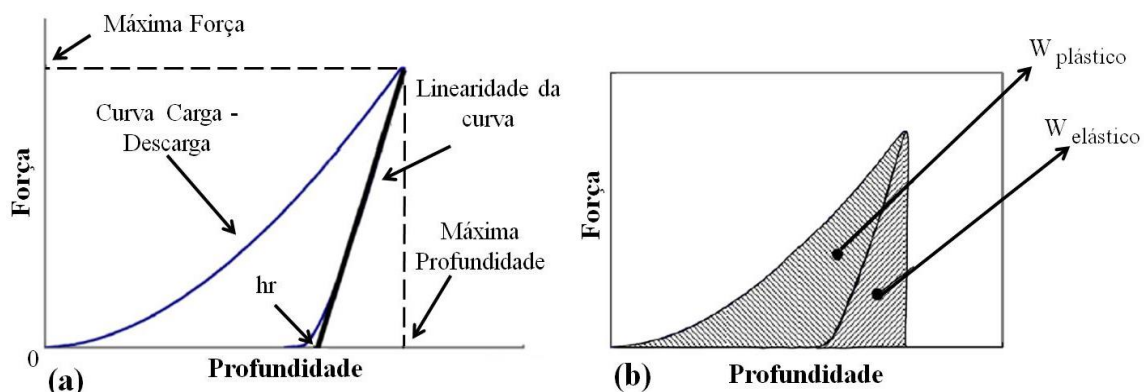 Máxima Força
Curva Carga -
Descarga
Linearidade da
curva
Máxima
Profundidade
hr
Força
0
Profundidade
(a)
W plástico
W elástico
Força
Profundidade
(b)